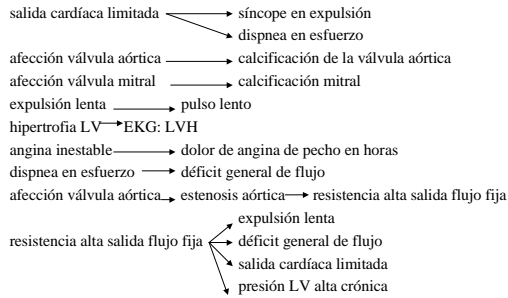 salida cardíaca limitada síncope en expulsión
dispnea en esfuerzo
afección válvula aórtica calcificación de la válvula aórtica
afección válvula mitral calcificación mitral
expulsión lenta pulso lento
hipertrofia LV EKG: LVH
angina inestable dolor de angina de pecho en horas
dispnea en esfuerzo déficit general de flujo
afección válvula aórtica estenosis aórtica resistencia alta salida flujo fija
expulsión lenta
resistencia alta salida flujo fija déficit general de flujo
salida cardíaca limitada
presión LV alta crónica